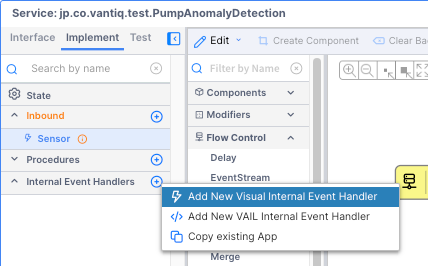 Service: jp.co.vantiq.test.PumpAnomalyDetection
Interface Implement Test
Edit Create Component Clear Ba
Search by name
Filter by Name
State
Components
Inbound
Modifiers
Sensor
Flow Control
Procedures
Delay
Internal Event Handlers
EventStream
Add New Visual Internal Event Handler
Add New VAIL Internal Event Handler
Copy existing App
Merge